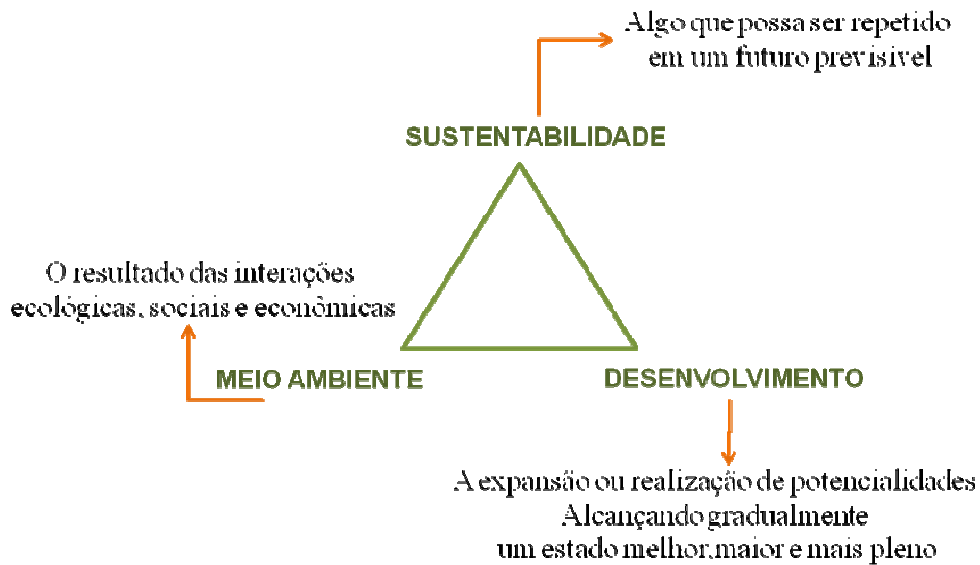 Algo que possa ser repetido
em um futuro previsivel
SUSTENTABILIDADE
O resultado das interações
ecológicas, sociais e econômicas
MEIO AMBIENTE
DESENVOLVIMENTO
A expansão ou realização de potencialidades
Alcançando gradualmente
um estado melhor,maior e mais pleno